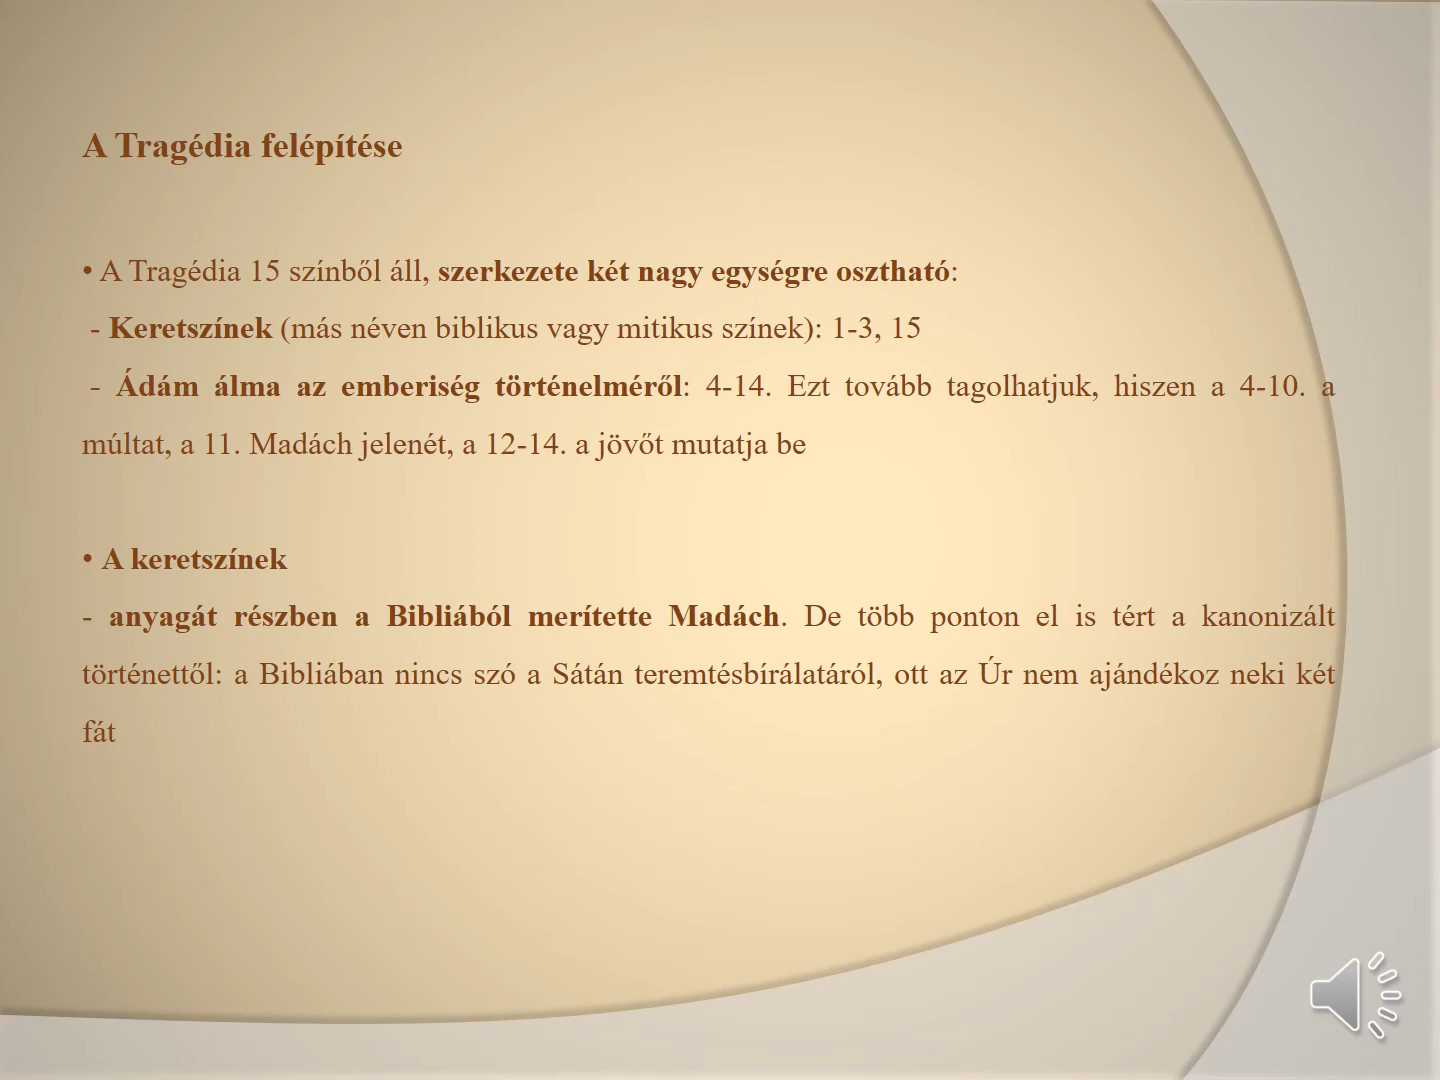 A Tragédia felépítése
• A Tragédia 15 színből áll, szerkezete két nagy egységre osztható:
- Keretszínek (más néven biblikus vagy mitikus színek): 1-3, 15
- Ádám álma az emberiség történelméről: 4-14. Ezt tovább tagolhatjuk, hiszen a 4-10. a
múltat, a 11. Madách jelenét, a 12-14. a jövőt mutatja be
• A keretszínek
- anyagát részben a Bibliából merítette Madách. De több ponton el is tért a kanonizált
történettől: a Bibliában nincs szó a Sátán teremtésbírálatáról, ott az Úr nem ajándékoz neki két
fát